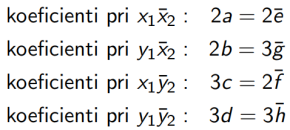 koeficienti pri x₁x̄₂ : 2a = 2ē
koeficienti pri y₁x̄₂ : 2b = 3ḡ
koeficienti pri x₁ȳ₂ : 3c = 2f̄
koeficienti pri y₁ȳ₂ : 3d = 3h̄